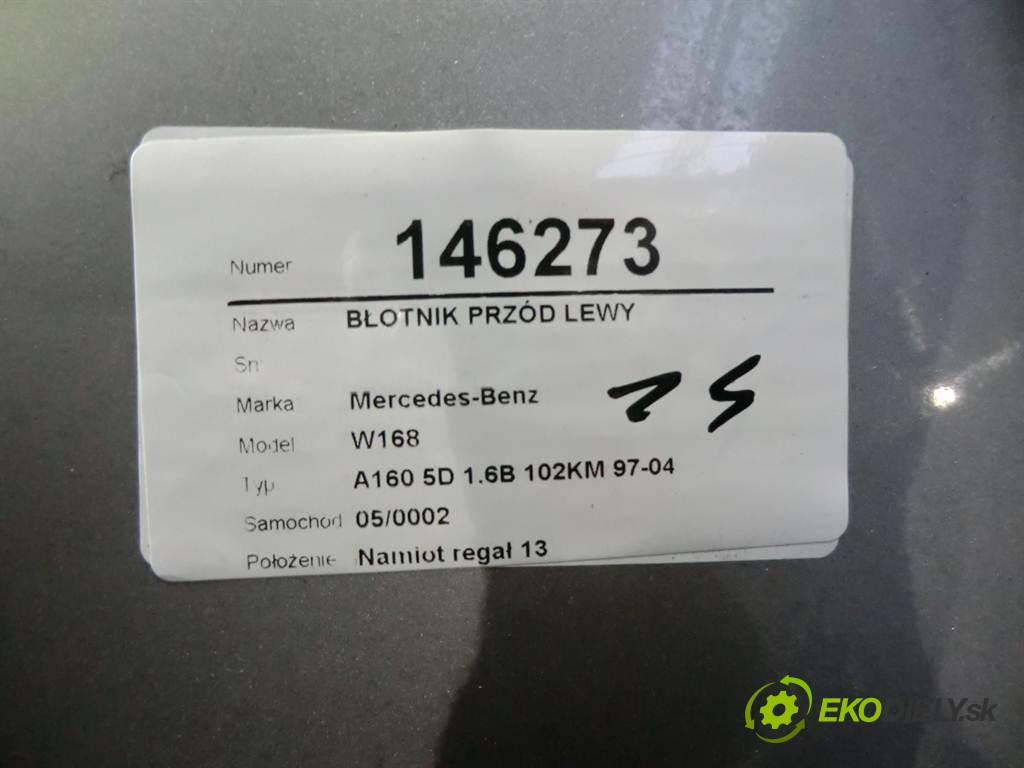 Numer 146273
Nazwa BŁOTNIK PRZÓD LEWY
Sn
Marka Mercedes-Benz
Model W168
Typ A160 5D 1.6B 102KM 97-04
Samochód 05/0002
Położenie Namiot regał 13
EKODIELY.sk